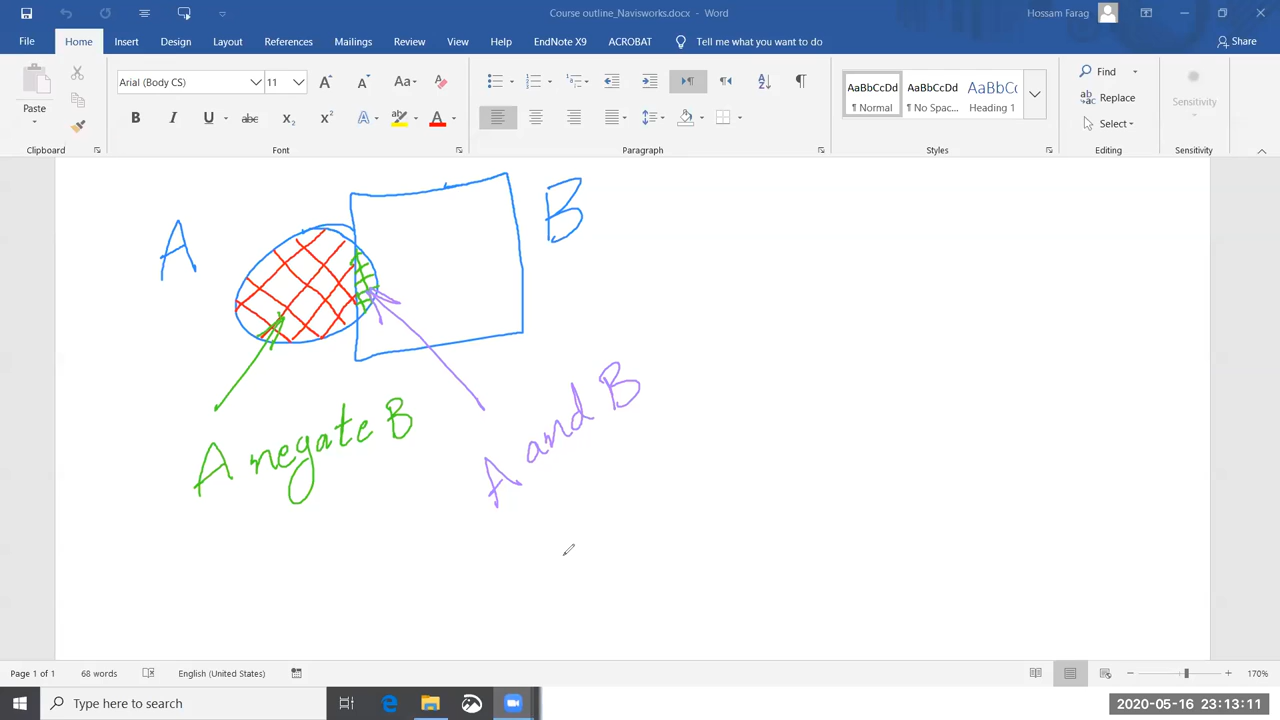 Course outline_Navisworks.docx - Word
Hossam Farag
File Home Insert Design Layout References Mailings Review View Help EndNote X9 ACROBAT Tell me what you want to do Share
Paste
Clipboard
Arial (Body CS) 11
Font
Paragraph
AaBbCcDd AaBbCcDd AaBbCc
¶ Normal ¶ No Spac... Heading 1
Styles
Find
Replace
Select
Editing
Sensitivity
Sensitivity
A
B
A negate B
A and B
Page 1 of 1 68 words English (United States) 170%
Type here to search
2020-05-16 23:13:11